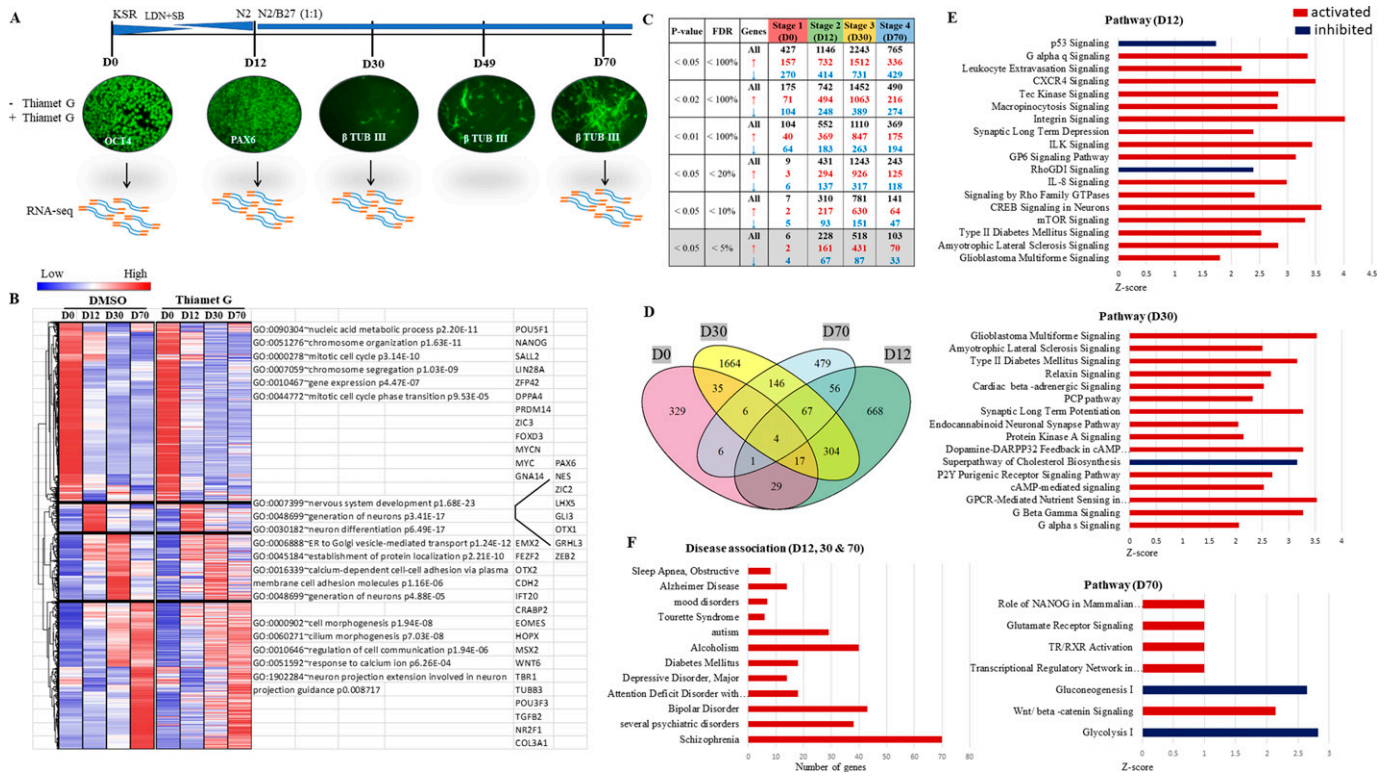 A
KSR
LDN+SB
N2
N2/B27 (1:1)
D0
D12
D30
D49
D70
- Thiamet G
+ Thiamet G
OCT4
PAX6
β TUB III
β TUB III
β TUB III
RNA-seq
B
Low
High
DMSO
Thiamet G
D0 D12 D30 D70 D0 D12 D30 D70
GO:0090304~nucleic acid metabolic process p2.20E-11
GO:0051276~chromosome organization p1.63E-11
GO:0000278~mitotic cell cycle p3.14E-10
GO:0007059~chromosome segregation p1.03E-09
GO:0010467~gene expression p4.47E-07
GO:0044772~mitotic cell cycle phase transition p9.53E-05
GO:0007399~nervous system development p1.68E-23
GO:0048699~generation of neurons p3.41E-17
GO:0030182~neuron differentiation p6.49E-17
GO:0006888~ER to Golgi vesicle-mediated transport p1.24E-12
GO:0045184~establishment of protein localization p2.21E-10
GO:0016339~calcium-dependent cell-cell adhesion via plasma
membrane cell adhesion molecules p1.16E-06
GO:0048699~generation of neurons p4.88E-05
GO:0000902~cell morphogenesis p1.94E-08
GO:0060271~cilium morphogenesis p7.03E-08
GO:0010646~regulation of cell communication p1.94E-06
GO:0051592~response to calcium ion p6.26E-04
GO:1902284~neuron projection extension involved in neuron
projection guidance p0.008717
POU5F1
NANOG
SALL2
LIN28A
ZFP42
DPPA4
PRDM14
ZIC3
FOXD3
MYCN
MYC
GNA14
PAX6
NES
ZIC2
LHX5
GLI3
OTX1
GRHL3
ZEB2
EMX2
FEZF2
OTX2
CDH2
IFT20
CRABP2
EOMES
HOPX
MSX2
WNT6
TBR1
TUBB3
POU3F3
TGFB2
NR2F1
COL3A1
C
P-value FDR Genes Stage 1 (D0) Stage 2 (D12) Stage 3 (D30) Stage 4 (D70)
< 0.05 < 100% All 427 1146 2243 765
↑ 157 732 1512 336
↓ 270 414 731 429
< 0.02 < 100% All 175 742 1452 490
↑ 71 494 1063 216
↓ 104 248 389 274
< 0.01 < 100% All 104 552 1110 369
↑ 40 369 847 175
↓ 64 183 263 194
< 0.05 < 20% All 9 431 1243 243
↑ 3 294 926 125
↓ 6 137 317 118
< 0.05 < 10% All 7 310 781 141
↑ 2 217 630 64
↓ 5 93 151 47
< 0.05 < 5% All 6 228 518 103
↑ 2 161 431 70
↓ 4 67 87 33
D
D0
D30
D70
D12
1664
479
35
146
56
329
6
67
668
4
6
1
17
304
29
E
activated
inhibited
Pathway (D12)
p53 Signaling
G alpha q Signaling
Leukocyte Extravasation Signaling
CXCR4 Signaling
Tec Kinase Signaling
Macropinocytosis Signaling
Integrin Signaling
Synaptic Long Term Depression
ILK Signaling
GP6 Signaling Pathway
RhoGDI Signaling
IL-8 Signaling
Signaling by Rho Family GTPases
CREB Signaling in Neurons
mTOR Signaling
Type II Diabetes Mellitus Signaling
Amyotrophic Lateral Sclerosis Signaling
Glioblastoma Multiforme Signaling
0 0.5 1 1.5 2 2.5 3 3.5 4 4.5
Z-score
Pathway (D30)
Glioblastoma Multiforme Signaling
Amyotrophic Lateral Sclerosis Signaling
Type II Diabetes Mellitus Signaling
Relaxin Signaling
Cardiac beta -adrenergic Signaling
PCP pathway
Synaptic Long Term Potentiation
Endocannabinoid Neuronal Synapse Pathway
Protein Kinase A Signaling
Dopamine-DARPP32 Feedback in cAMP…
Superpathway of Cholesterol Biosynthesis
P2Y Purigenic Receptor Signaling Pathway
cAMP-mediated signaling
GPCR-Mediated Nutrient Sensing in…
G Beta Gamma Signaling
G alpha s Signaling
0 0.5 1 1.5 2 2.5 3 3.5 4
Z-score
Pathway (D70)
Role of NANOG in Mammalian…
Glutamate Receptor Signaling
TR/RXR Activation
Transcriptional Regulatory Network in…
Gluconeogenesis I
Wnt/ beta -catenin Signaling
Glycolysis I
0 0.5 1 1.5 2 2.5 3
Z-score
F
Disease association (D12, 30 & 70)
Sleep Apnea, Obstructive
Alzheimer Disease
mood disorders
Tourette Syndrome
autism
Alcoholism
Diabetes Mellitus
Depressive Disorder, Major
Attention Deficit Disorder with…
Bipolar Disorder
several psychiatric disorders
Schizophrenia
0 10 20 30 40 50 60 70 80
Number of genes